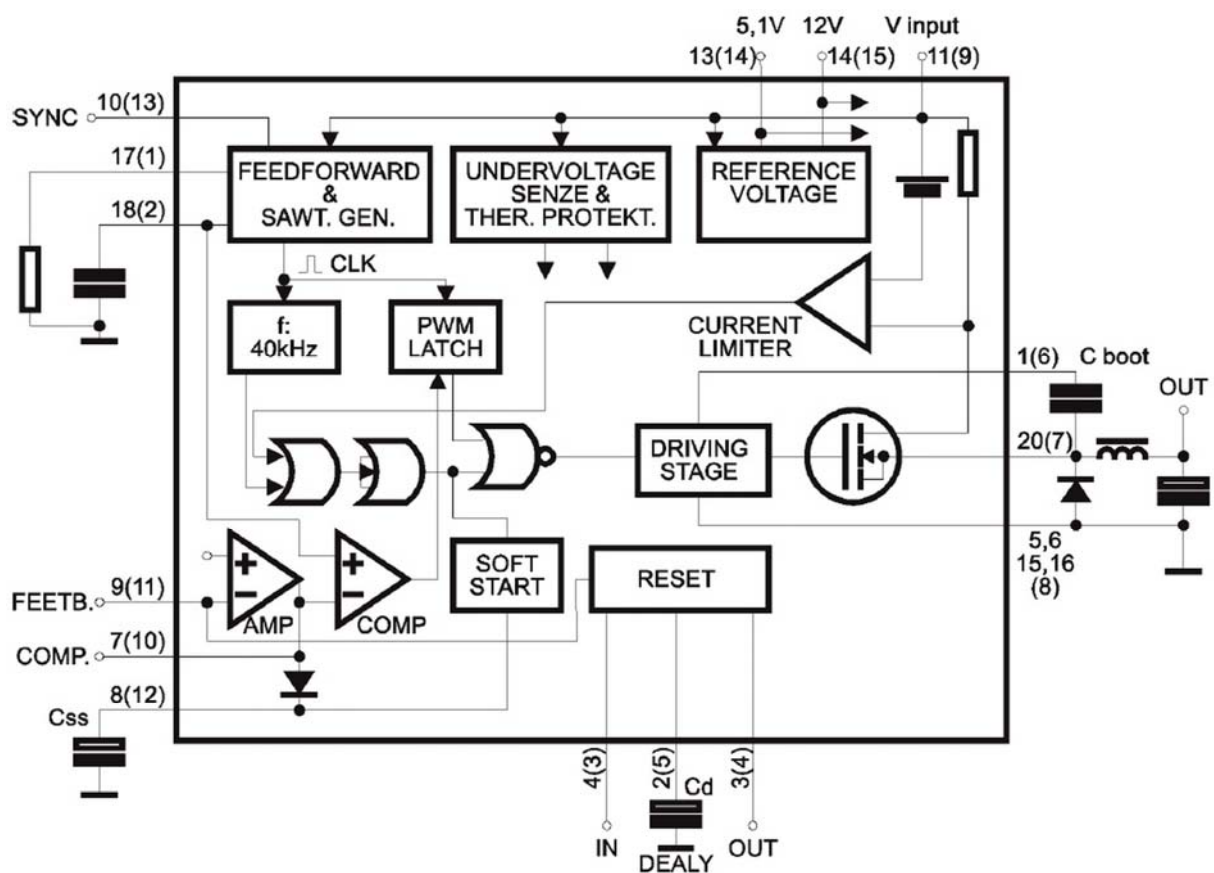 5,1V 12V V input
13(14) 14(15) 11(9)
10(13)
SYNC
17(1)
18(2)
FEEDFORWARD
&
SAWT. GEN.
UNDERVOLTAGE
SENZE &
THER. PROTEKT.
REFERENCE
VOLTAGE
CLK
f:
40kHz
PWM
LATCH
CURRENT
LIMITER
1(6)
C boot
OUT
20(7)
DRIVING
STAGE
5,6
15,16
(8)
+
−
AMP
+
−
COMP
SOFT
START
RESET
9(11)
FEETB.
7(10)
COMP.
8(12)
Css
4(3)
2(5)
3(4)
Cd
IN
DEALY
OUT